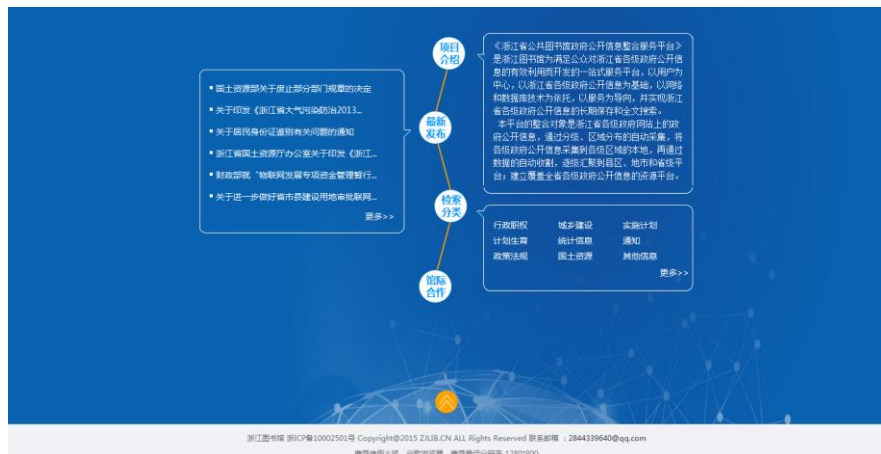 项目
介绍
《浙江省公共图书馆政府公开信息整合服务平台》
是浙江图书馆为满足公众对浙江省各级政府公开信
息的有效利用而开发的一站式服务平台，以用户为
中心，以浙江省各级政府公开信息为基础，以网络
和数据库技术为依托，以服务为导向，并实现浙江
省各级政府公开信息的长期保存和全文搜索。
本平台的整合对象是浙江省各级政府网站上的政
府公开信息，通过分级、区域分布的自动采集，将
各级政府公开信息采集到各级区域的本地，再通过
数据的自动收割，逐级汇聚到县区、地市和省级平
台，建立覆盖全省各级政府公开信息的资源平台。
最新
发布
▪ 国土资源部关于废止部分部门规章的决定
▪ 关于印发《浙江省大气污染防治2013...
▪ 关于居民身份证鉴别有关问题的通知
▪ 浙江省国土资源厅办公室关于印发《浙江...
▪ 财政部就“物联网发展专项资金管理暂行...
▪ 关于进一步做好省市县建设用地审批联网...
更多>>
检索
分类
行政职权 城乡建设 实施计划
计划生育 统计信息 通知
政策法规 国土资源 其他信息
更多>>
馆际
合作
浙江图书馆 浙ICP备10002501号 Copyright@2015 ZJLIB.CN ALL Rights Reserved 联系邮箱 : 2844339640@qq.com
推荐使用火狐、谷歌浏览器，推荐最佳分辨率 1280*800